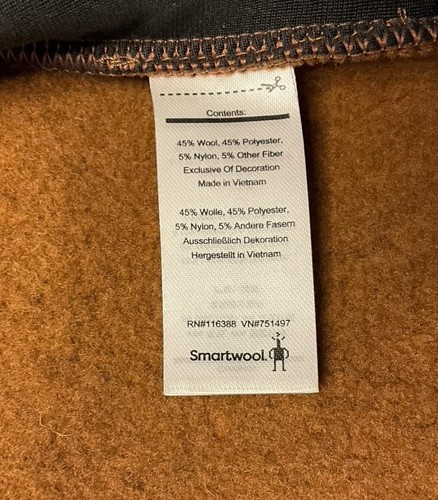 Contents:
45% Wool, 45% Polyester,
5% Nylon, 5% Other Fiber
Exclusive Of Decoration
Made in Vietnam
45% Wolle, 45% Polyester,
5% Nylon, 5% Andere Fasern
Ausschließlich Dekoration
Hergestellt in Vietnam
RN#116388 VN#751497
Smartwool.